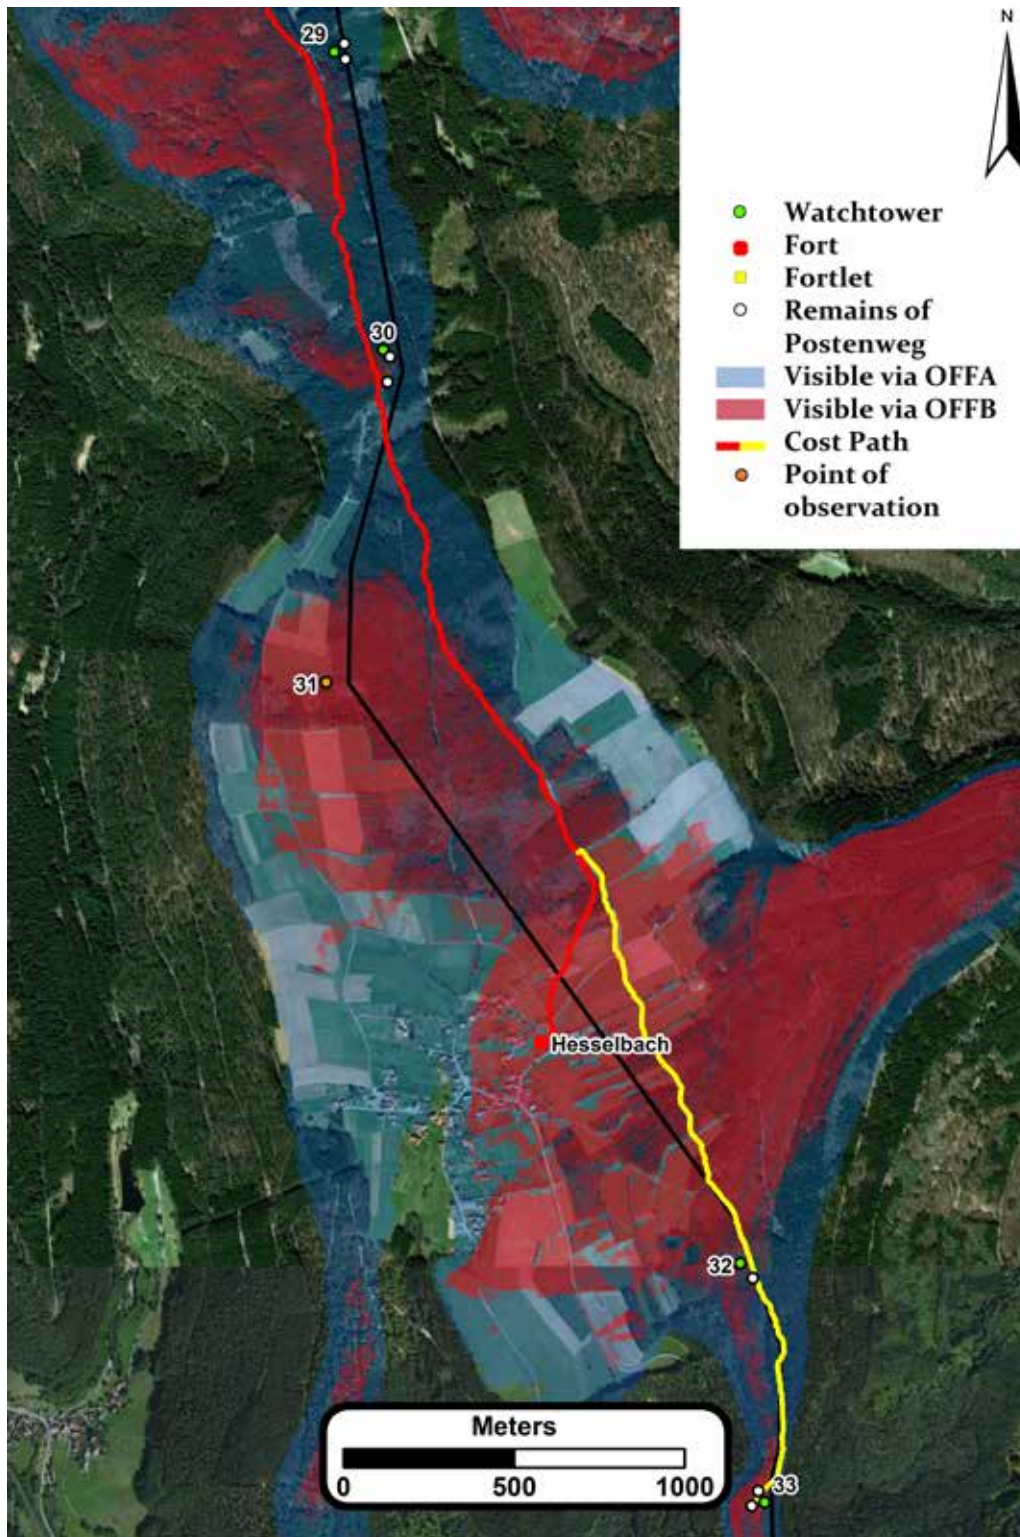 29
N
Watchtower
Fort
Fortlet
Remains of
Postenweg
Visible via OFFA
Visible via OFFB
Cost Path
Point of
observation
30
31
Hesselbach
32
Meters
0 500 1000
33